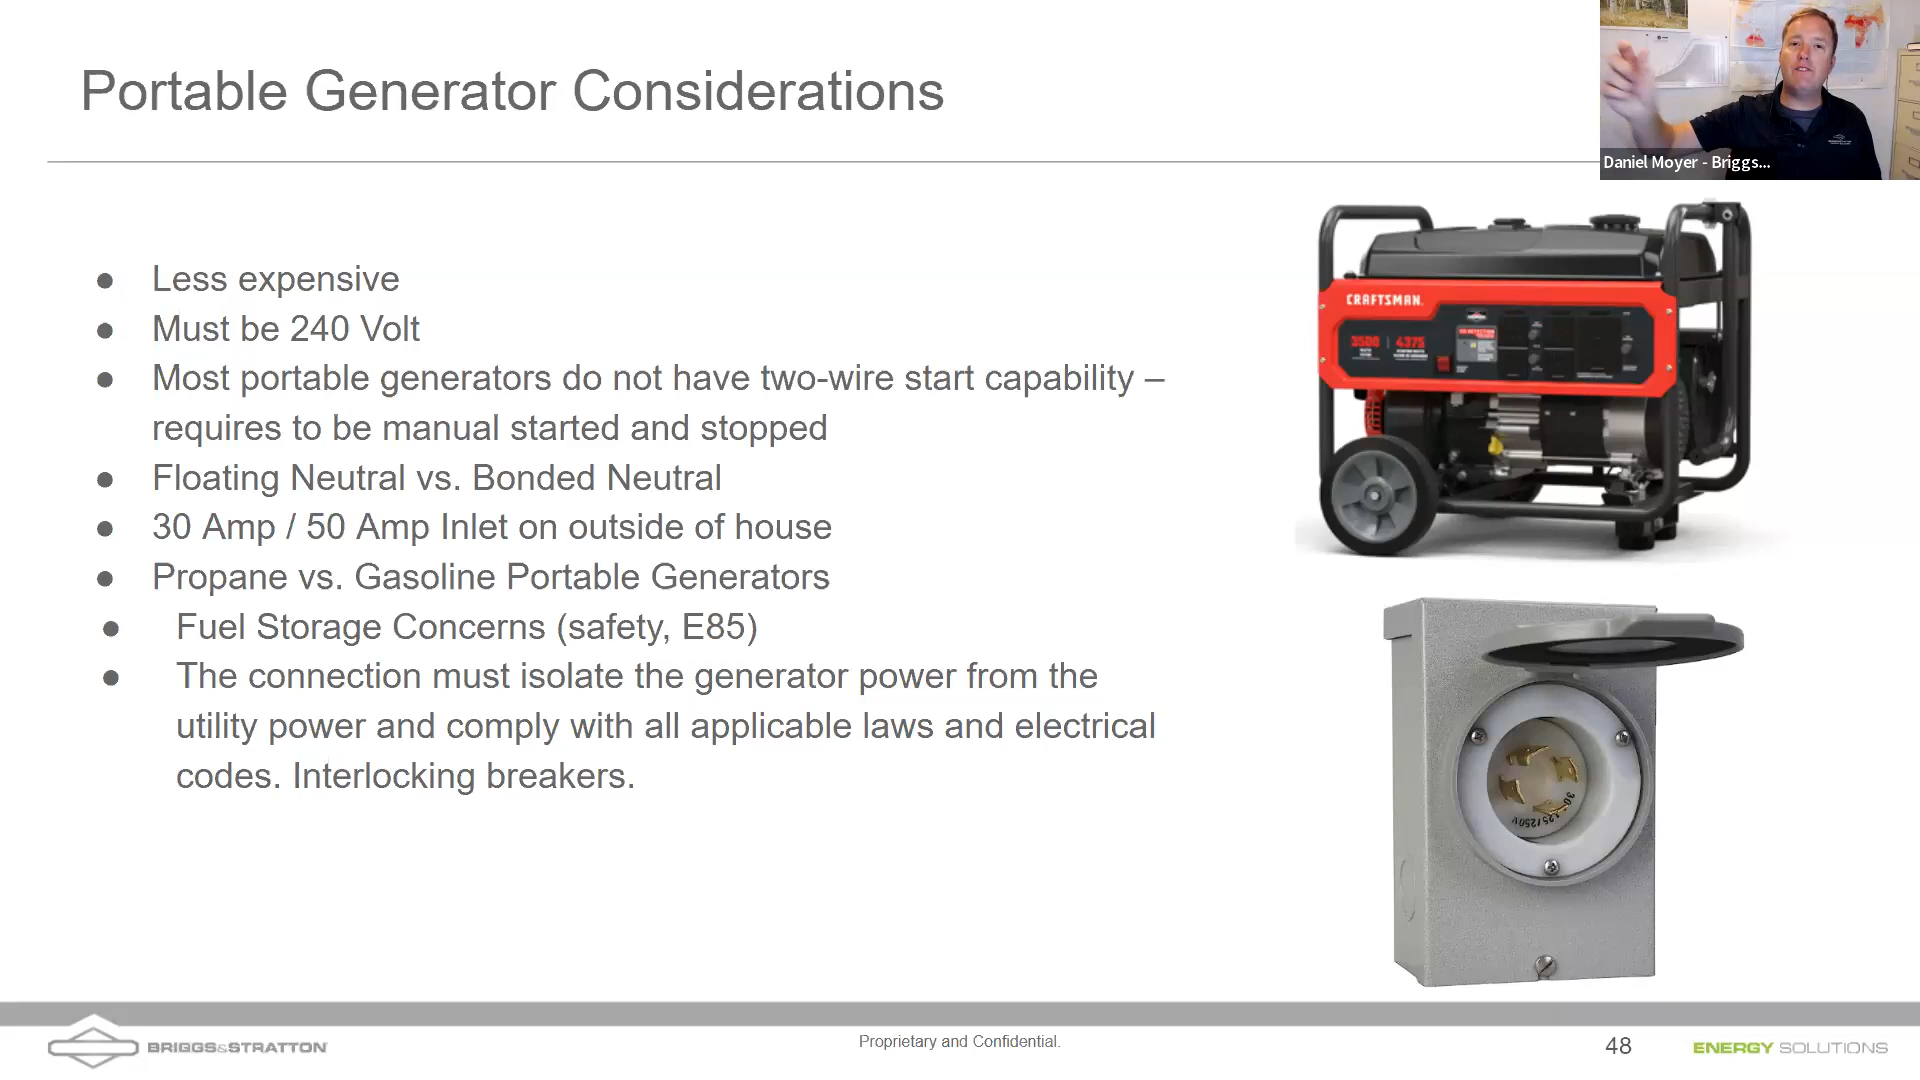 Portable Generator Considerations
Daniel Moyer - Briggs...
● Less expensive
● Must be 240 Volt
● Most portable generators do not have two-wire start capability –
requires to be manual started and stopped
● Floating Neutral vs. Bonded Neutral
● 30 Amp / 50 Amp Inlet on outside of house
● Propane vs. Gasoline Portable Generators
● Fuel Storage Concerns (safety, E85)
● The connection must isolate the generator power from the
utility power and comply with all applicable laws and electrical
codes. Interlocking breakers.
CRAFTSMAN.
3500 4375
125/250V
BRIGGS&STRATTON
Proprietary and Confidential.
48
ENERGY SOLUTIONS